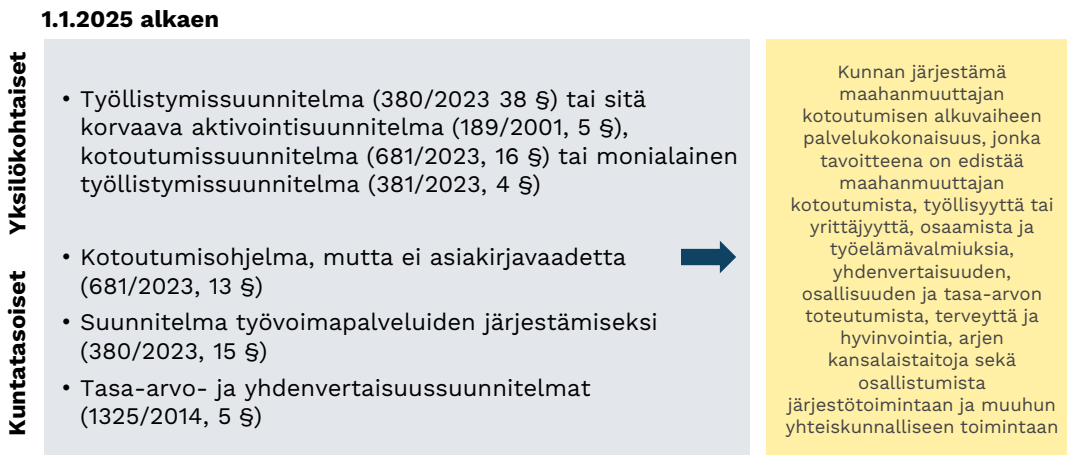 1.1.2025 alkaen
Yksilökohtaiset
• Työllistymissuunnitelma (380/2023 38 §) tai sitä
korvaava aktivointisuunnitelma (189/2001, 5 §),
kotoutumissuunnitelma (681/2023, 16 §) tai monialainen
työllistymissuunnitelma (381/2023, 4 §)
Kuntatasoiset
• Kotoutumisohjelma, mutta ei asiakirjavaadetta
(681/2023, 13 §)
• Suunnitelma työvoimapalveluiden järjestämiseksi
(380/2023, 15 §)
• Tasa-arvo- ja yhdenvertaisuussuunnitelmat
(1325/2014, 5 §)
Kunnan järjestämä
maahanmuuttajan
kotoutumisen alkuvaiheen
palvelukokonaisuus, jonka
tavoitteena on edistää
maahanmuuttajan
kotoutumista, työllisyyttä tai
yrittäjyyttä, osaamista ja
työelämävalmiuksia,
yhdenvertaisuuden,
osallisuuden ja tasa-arvon
toteutumista, terveyttä ja
hyvinvointia, arjen
kansalaistaitoja sekä
osallistumista
järjestötoimintaan ja muuhun
yhteiskunnalliseen toimintaan